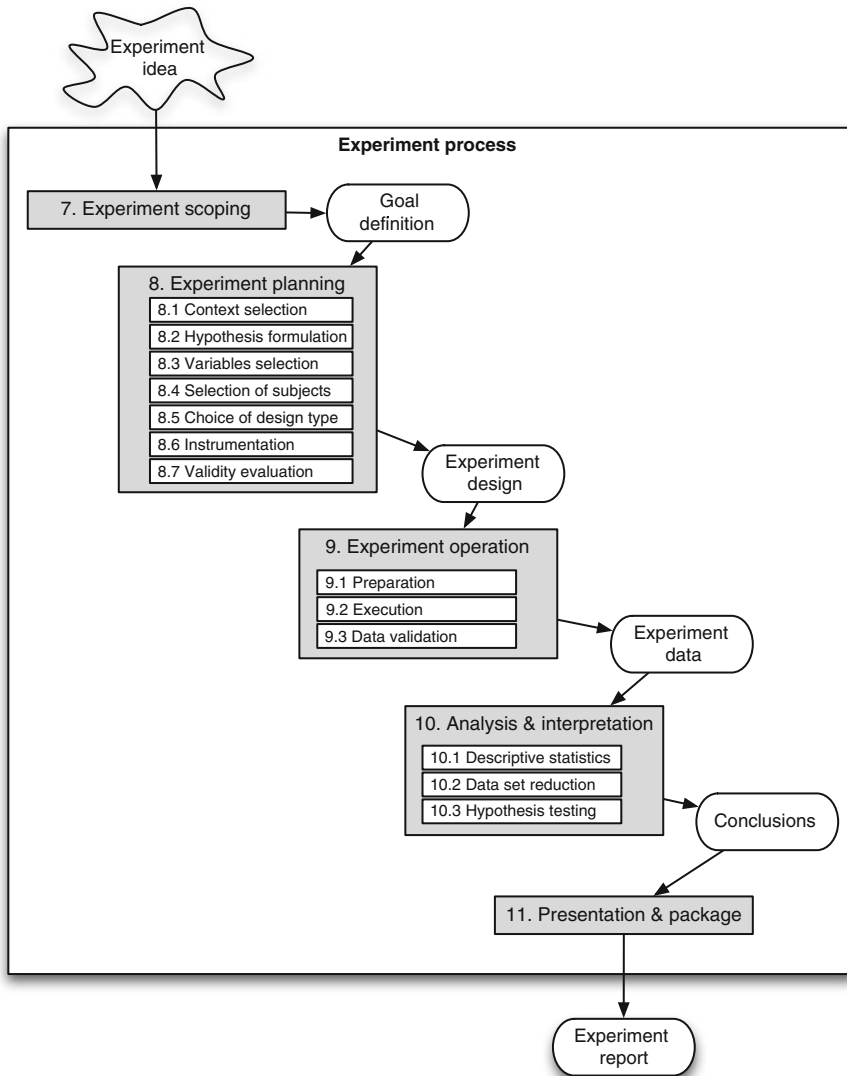 Experiment
idea
Experiment process
7. Experiment scoping
Goal
definition
8. Experiment planning
8.1 Context selection
8.2 Hypothesis formulation
8.3 Variables selection
8.4 Selection of subjects
8.5 Choice of design type
8.6 Instrumentation
8.7 Validity evaluation
Experiment
design
9. Experiment operation
9.1 Preparation
9.2 Execution
9.3 Data validation
Experiment
data
10. Analysis & interpretation
10.1 Descriptive statistics
10.2 Data set reduction
10.3 Hypothesis testing
Conclusions
11. Presentation & package
Experiment
report